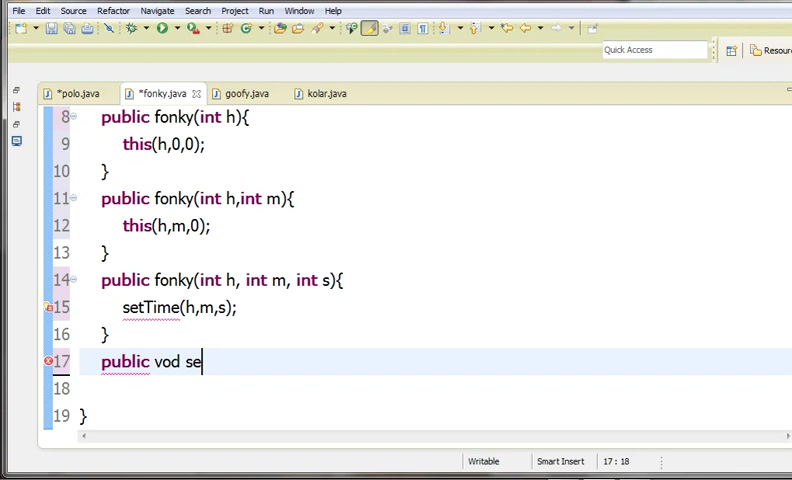 File Edit Source Refactor Navigate Search Project Run Window Help
Quick Access Resour
*polo.java *fonky.java goofy.java kolar.java
8 public fonky(int h){
9 this(h,0,0);
10 }
11 public fonky(int h,int m){
12 this(h,m,0);
13 }
14 public fonky(int h, int m, int s){
15 setTime(h,m,s);
16 }
17 public vod se
18
19 }
Writable Smart Insert 17 : 18